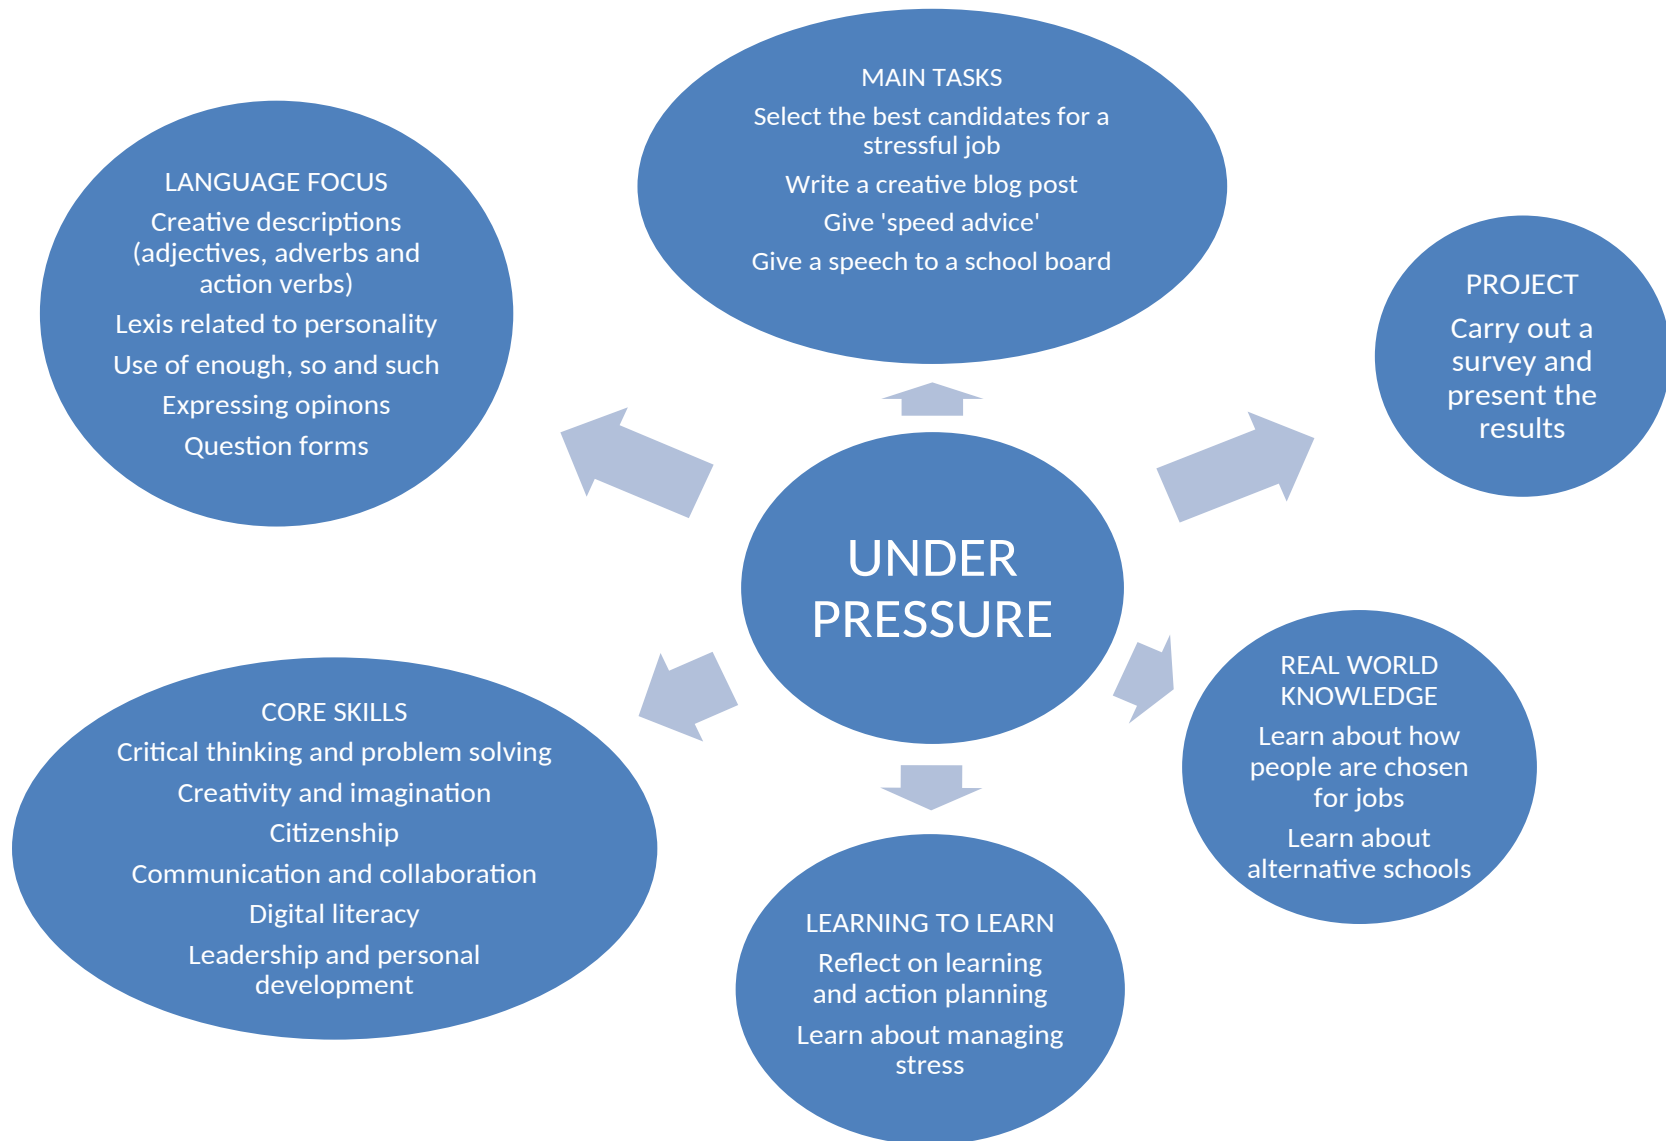 MAIN TASKS
Select the best candidates for a
stressful job
Write a creative blog post
Give 'speed advice'
Give a speech to a school board
LANGUAGE FOCUS
Creative descriptions
(adjectives, adverbs and
action verbs)
Lexis related to personality
Use of enough, so and such
Expressing opinons
Question forms
PROJECT
Carry out a
survey and
present the
results
UNDER
PRESSURE
REAL WORLD
KNOWLEDGE
Learn about how
people are chosen
for jobs
Learn about
alternative schools
CORE SKILLS
Critical thinking and problem solving
Creativity and imagination
Citizenship
Communication and collaboration
Digital literacy
Leadership and personal
development
LEARNING TO LEARN
Reflect on learning
and action planning
Learn about managing
stress